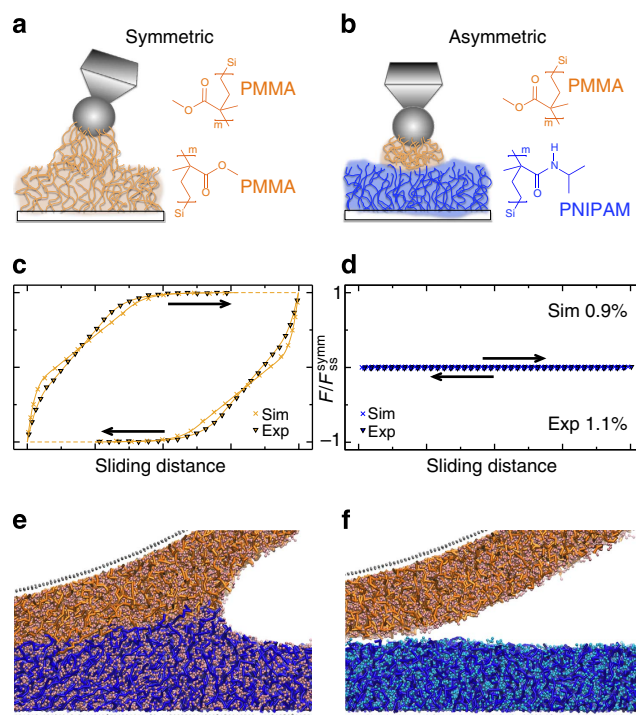 a
Symmetric
Si
PMMA
O
O
m
m
O
O
PMMA
Si
b
Asymmetric
Si
PMMA
O
O
m
m
H
N
O
Si
PNIPAM
c
Sim
Exp
Sliding distance
d
1
Sim 0.9%
F/F symm ss
Sim
Exp
Exp 1.1%
–1
Sliding distance
e
f